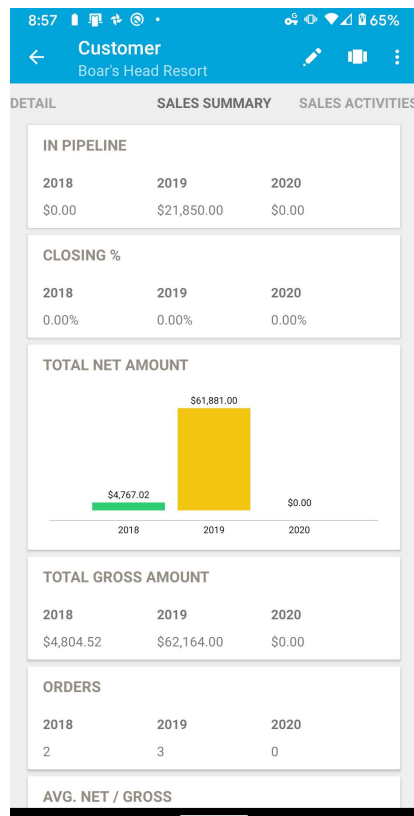 8:57 65%
Customer
Boar's Head Resort
DETAIL SALES SUMMARY SALES ACTIVITIES
IN PIPELINE
2018 2019 2020
$0.00 $21,850.00 $0.00
CLOSING %
2018 2019 2020
0.00% 0.00% 0.00%
TOTAL NET AMOUNT
$61,881.00
$4,767.02
$0.00
2018 2019 2020
TOTAL GROSS AMOUNT
2018 2019 2020
$4,804.52 $62,164.00 $0.00
ORDERS
2018 2019 2020
2 3 0
AVG. NET / GROSS